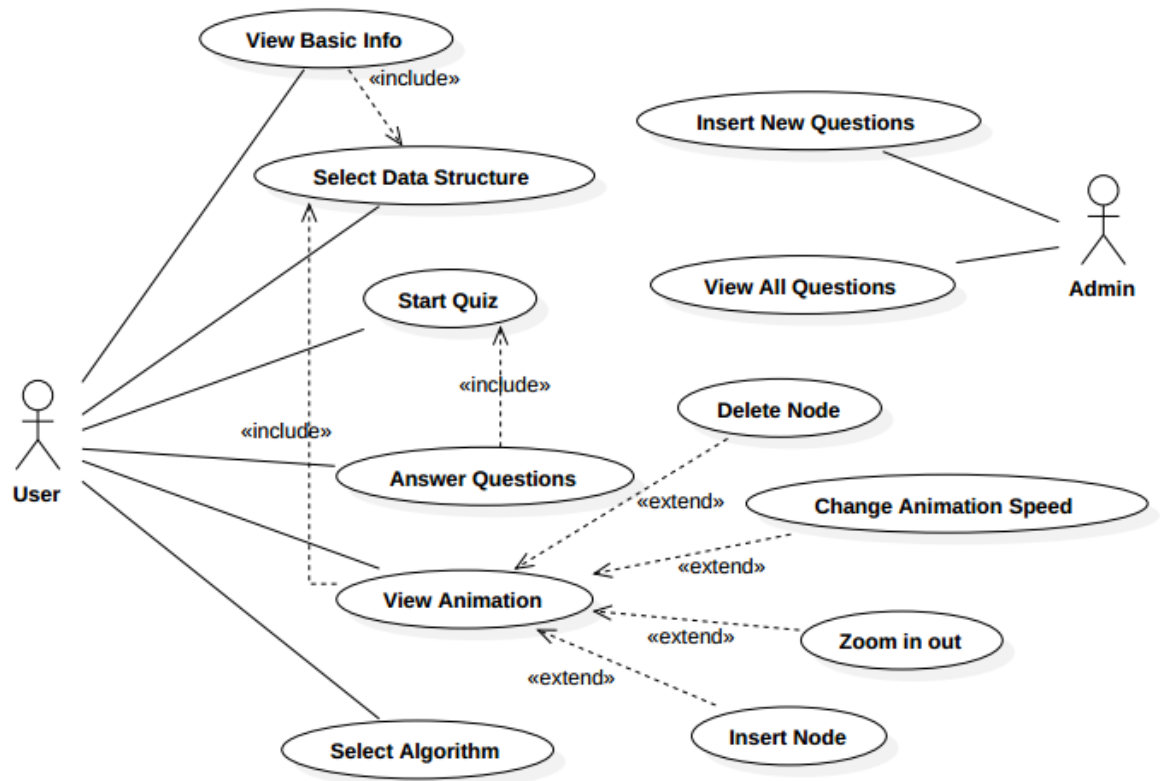 View Basic Info
«include»
Insert New Questions
Select Data Structure
View All Questions
Admin
Start Quiz
«include»
Delete Node
«include»
Answer Questions
User
«extend»
Change Animation Speed
«extend»
View Animation
«extend»
Zoom in out
«extend»
Insert Node
Select Algorithm